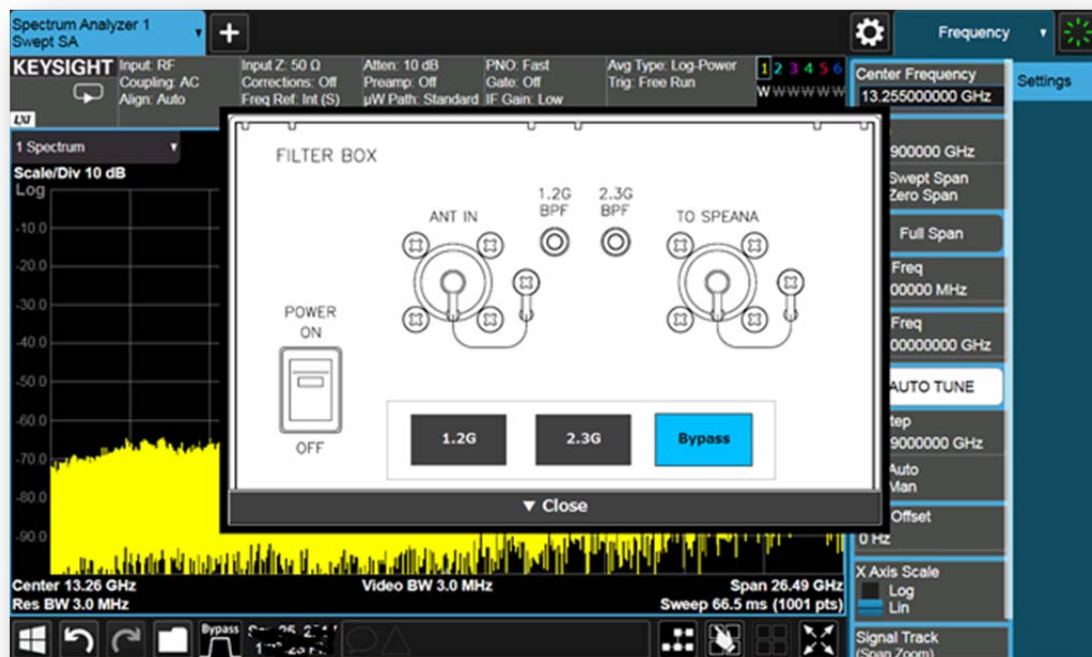 Spectrum Analyzer 1
Swept SA
Frequency
KEYSIGHT
Input: RF
Coupling: AC
Align: Auto
Input Z: 50 Ω
Corrections: Off
Freq Ref: Int (S)
Atten: 10 dB
Preamp: Off
µW Path: Standard
PNO: Fast
Gate: Off
IF Gain: Low
Avg Type: Log-Power
Trig: Free Run
1 2 3 4 5 6
W W W W W W
LXI
Center Frequency
13.255000000 GHz
Settings
1 Spectrum
Scale/Div 10 dB
Log
-10.0
-20.0
-30.0
-40.0
-50.0
-60.0
-70.0
-80.0
-90.0
FILTER BOX
ANT IN
1.2G
BPF
2.3G
BPF
TO SPEANA
POWER
ON
OFF
1.2G
2.3G
Bypass
▼ Close
900000 GHz
Swept Span
Zero Span
Full Span
Freq
00000 MHz
Freq
00000000 GHz
AUTO TUNE
tep
9000000 GHz
Auto
Man
Offset
0 Hz
X Axis Scale
Log
Lin
Signal Track
(Span Zoom)
Center 13.26 GHz
Res BW 3.0 MHz
Video BW 3.0 MHz
Span 26.49 GHz
Sweep 66.5 ms (1001 pts)
Bypass